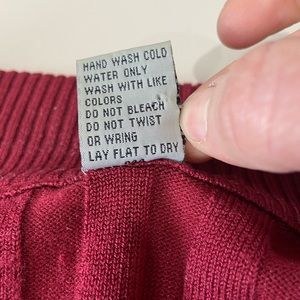 HAND WASH COLD
WATER ONLY
WASH WITH LIKE
COLORS
DO NOT BLEACH
DO NOT TWIST
OR WRING
LAY FLAT TO DRY